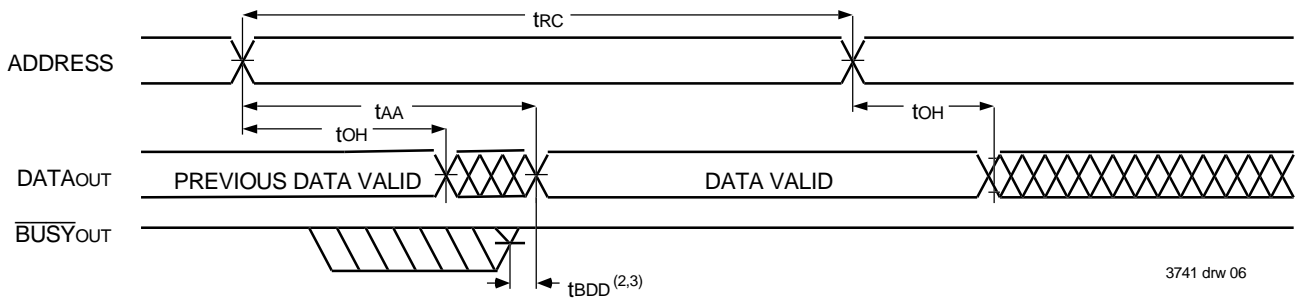 tRC
ADDRESS
tAA
tOH
tOH
DATAOUT
PREVIOUS DATA VALID
DATA VALID
BUSYOUT
tBDD (2,3)
3741 drw 06